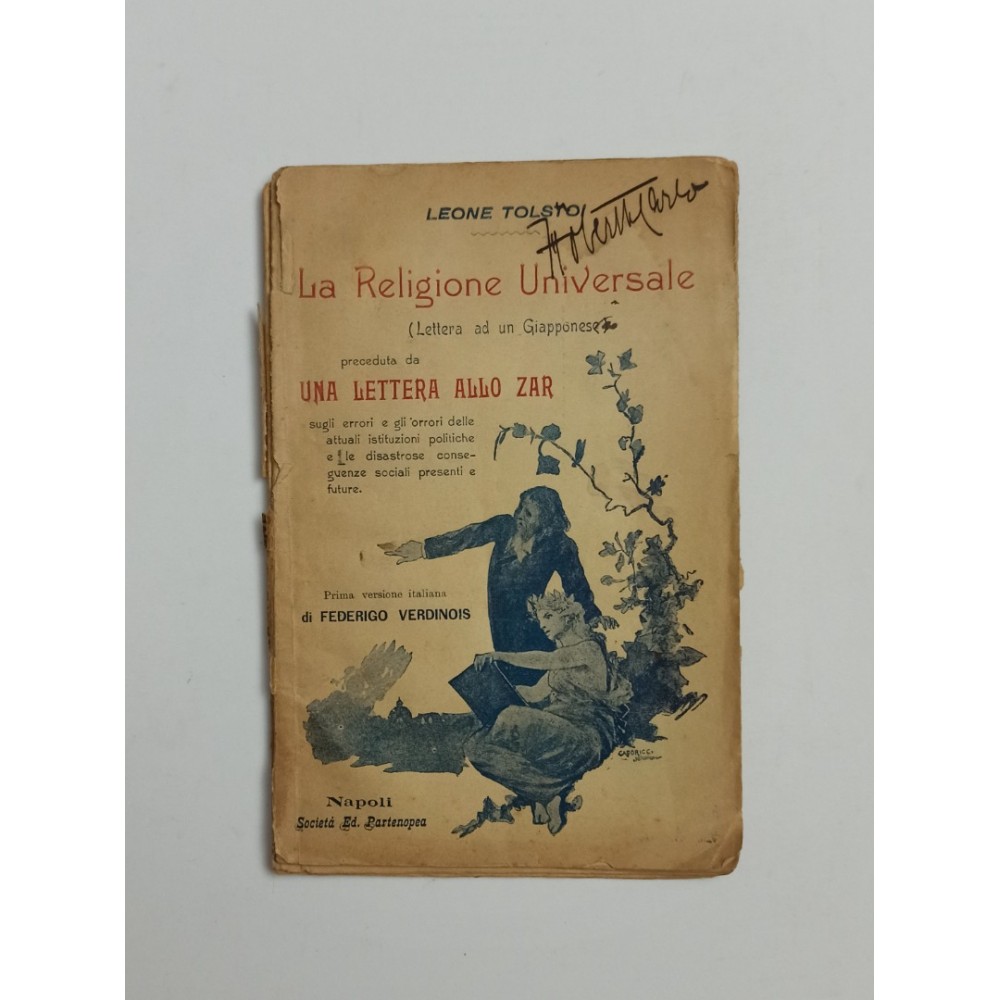 LEONE TOLSTOI
La Religione Universale
(Lettera ad un Giapponese)
preceduta da
UNA LETTERA ALLO ZAR
sugli errori e gli orrori delle
attuali istituzioni politiche
e le disastrose conse-
guenze sociali presenti e
future.
Prima versione italiana
di FEDERIGO VERDINOIS
Napoli
Società Ed. Partenopea